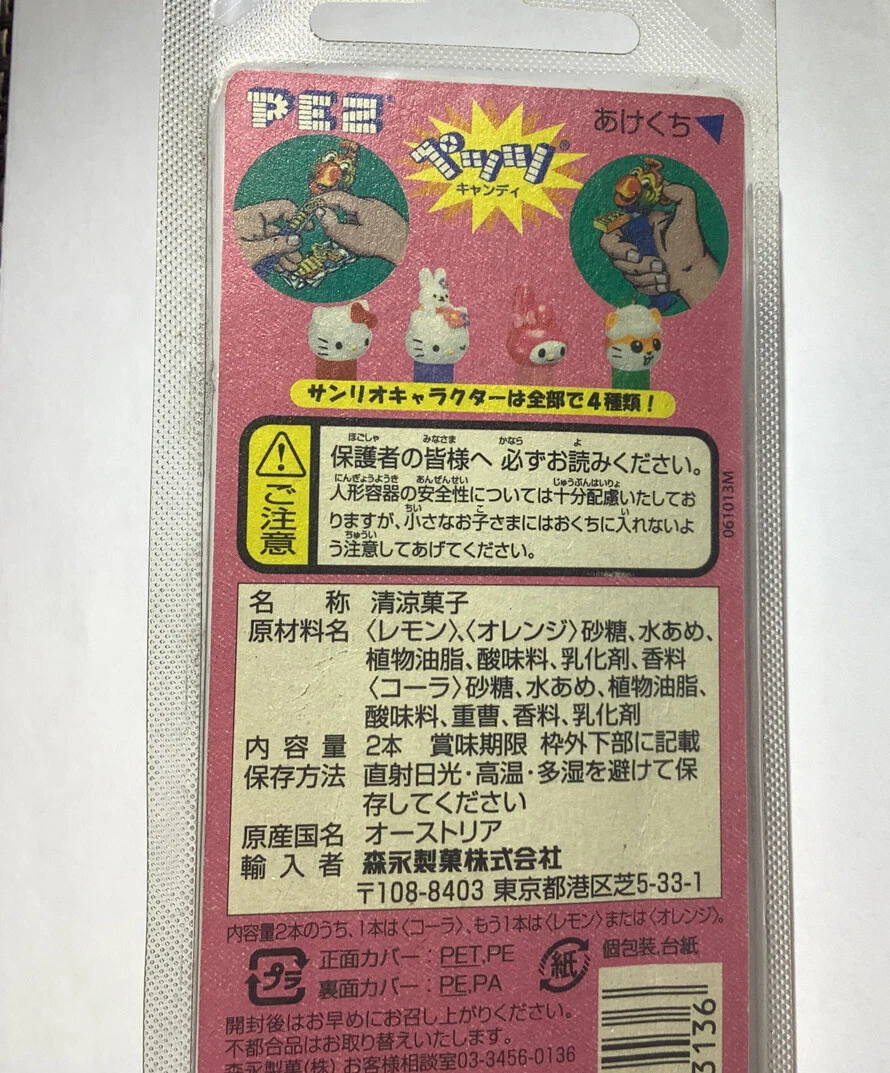 PEZ
ペッツ®
キャンディ
あけくち
サンリオキャラクターは全部で4種類！
ご注意
保護者の皆様へ 必ずお読みください。
人形容器の安全性については十分配慮いたしてお
りますが、小さなお子さまにはおくちに入れないよ
う注意してあげてください。
061013M
名称 清涼菓子
原材料名 〈レモン〉、〈オレンジ〉砂糖、水あめ、
植物油脂、酸味料、乳化剤、香料
〈コーラ〉砂糖、水あめ、植物油脂、
酸味料、重曹、香料、乳化剤
内容量 2本 賞味期限 枠外下部に記載
保存方法 直射日光・高温・多湿を避けて保
存してください
原産国名 オーストリア
輸入者 森永製菓株式会社
〒108-8403 東京都港区芝5-33-1
内容量2本のうち、1本は〈コーラ〉、もう1本は〈レモン〉または〈オレンジ〉。
プラ
正面カバー：PET,PE
裏面カバー：PE,PA
紙
個包装、台紙
開封後はお早めにお召し上がりください。
不都合品はお取り替えいたします。
森永製菓(株) お客様相談室03-3456-0136
3136